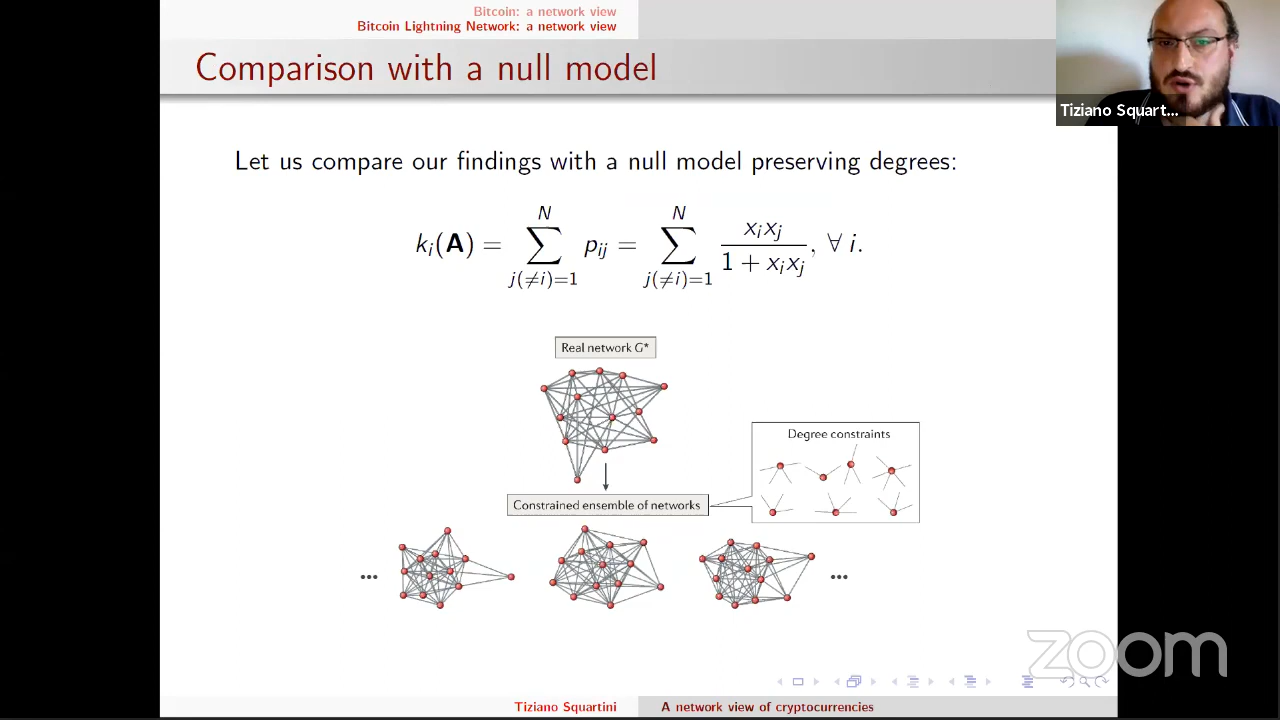 Bitcoin: a network view
Bitcoin Lightning Network: a network view
Comparison with a null model
Tiziano Squart...
Let us compare our findings with a null model preserving degrees:
k_i(A) = ∑_{j(≠i)=1}^{N} p_{ij} = ∑_{j(≠i)=1}^{N} x_i x_j / (1 + x_i x_j), ∀ i.
Real network G*
Degree constraints
Constrained ensemble of networks
... ...
zoom
Tiziano Squartini A network view of cryptocurrencies